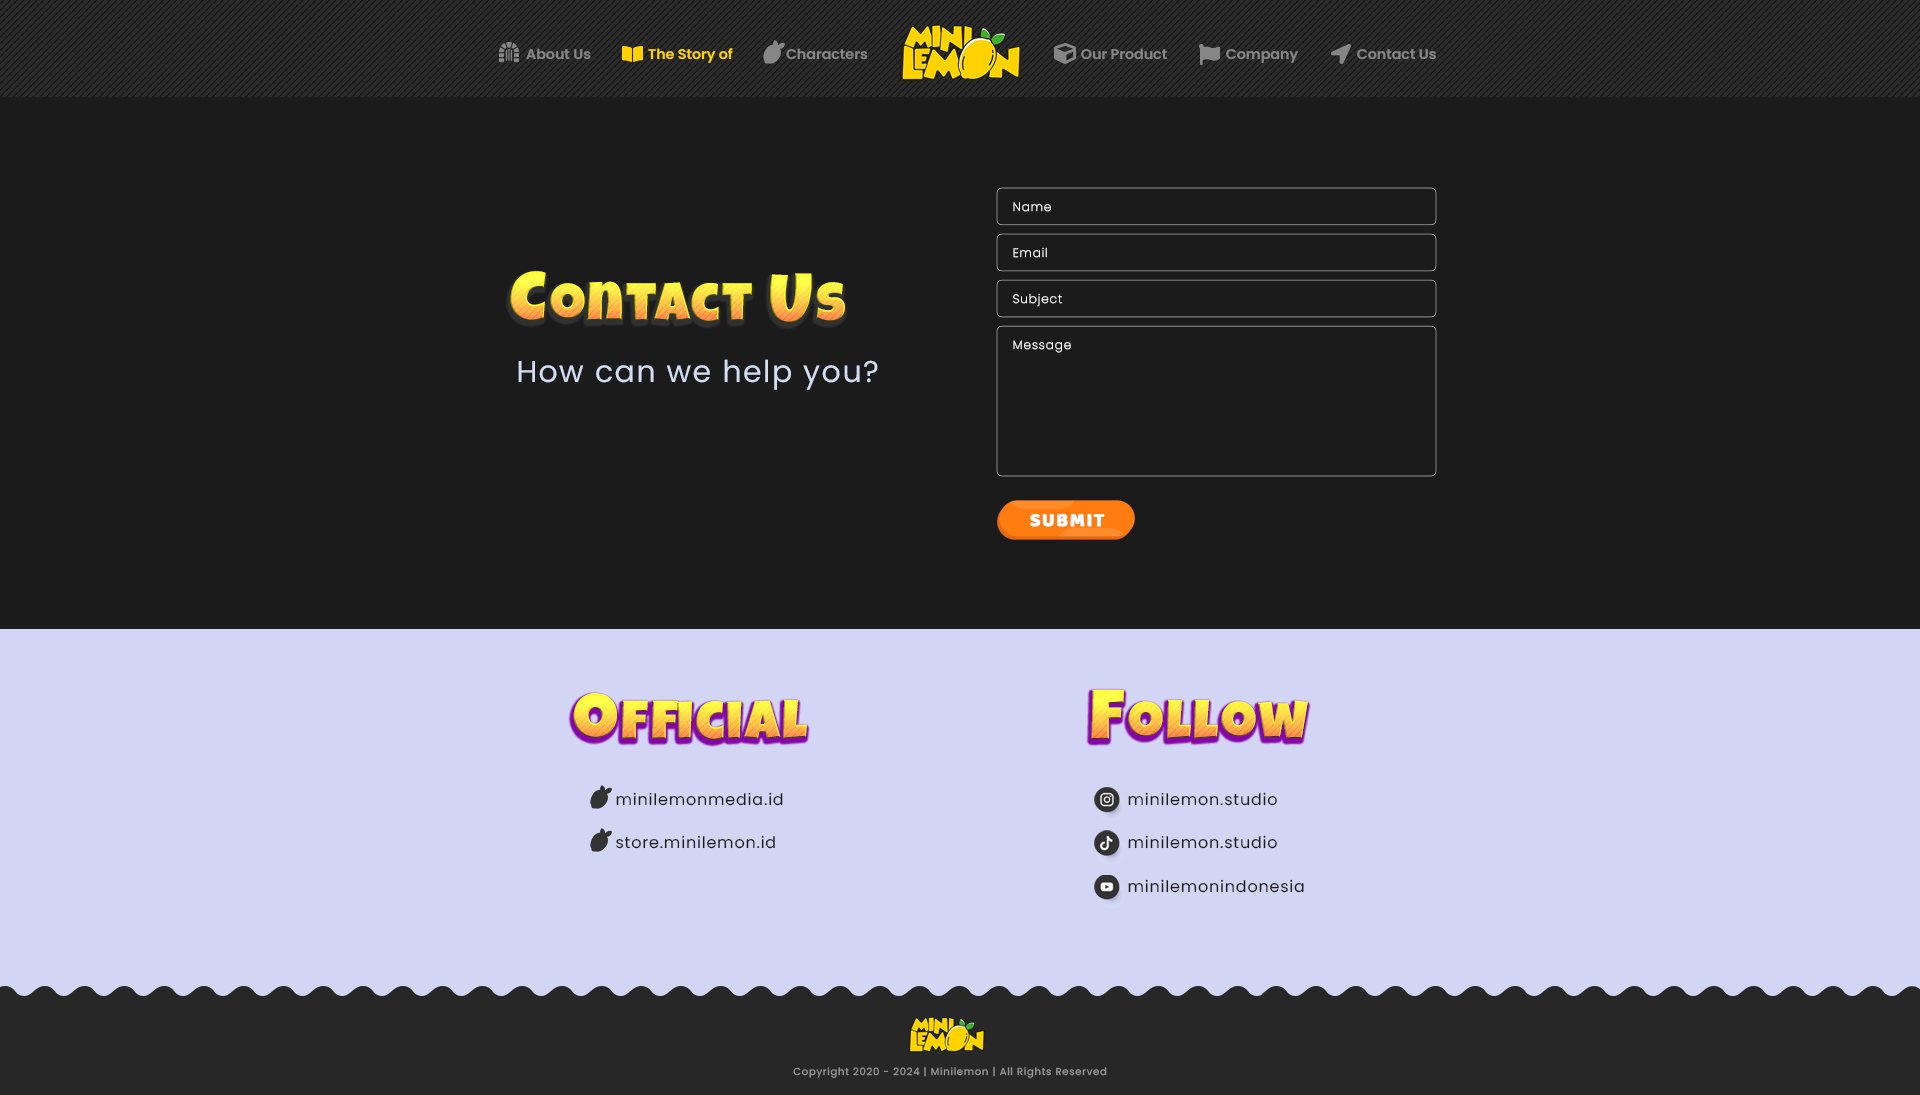 About Us
The Story of
Characters
MINI
LEMON
Our Product
Company
Contact Us
Name
Email
Subject
Message
Contact Us
How can we help you?
SUBMIT
Official
minilemonmedia.id
store.minilemon.id
Follow
minilemon.studio
minilemon.studio
minilemonindonesia
MINI
LEMON
Copyright 2020 - 2024 | Minilemon | All Rights Reserved